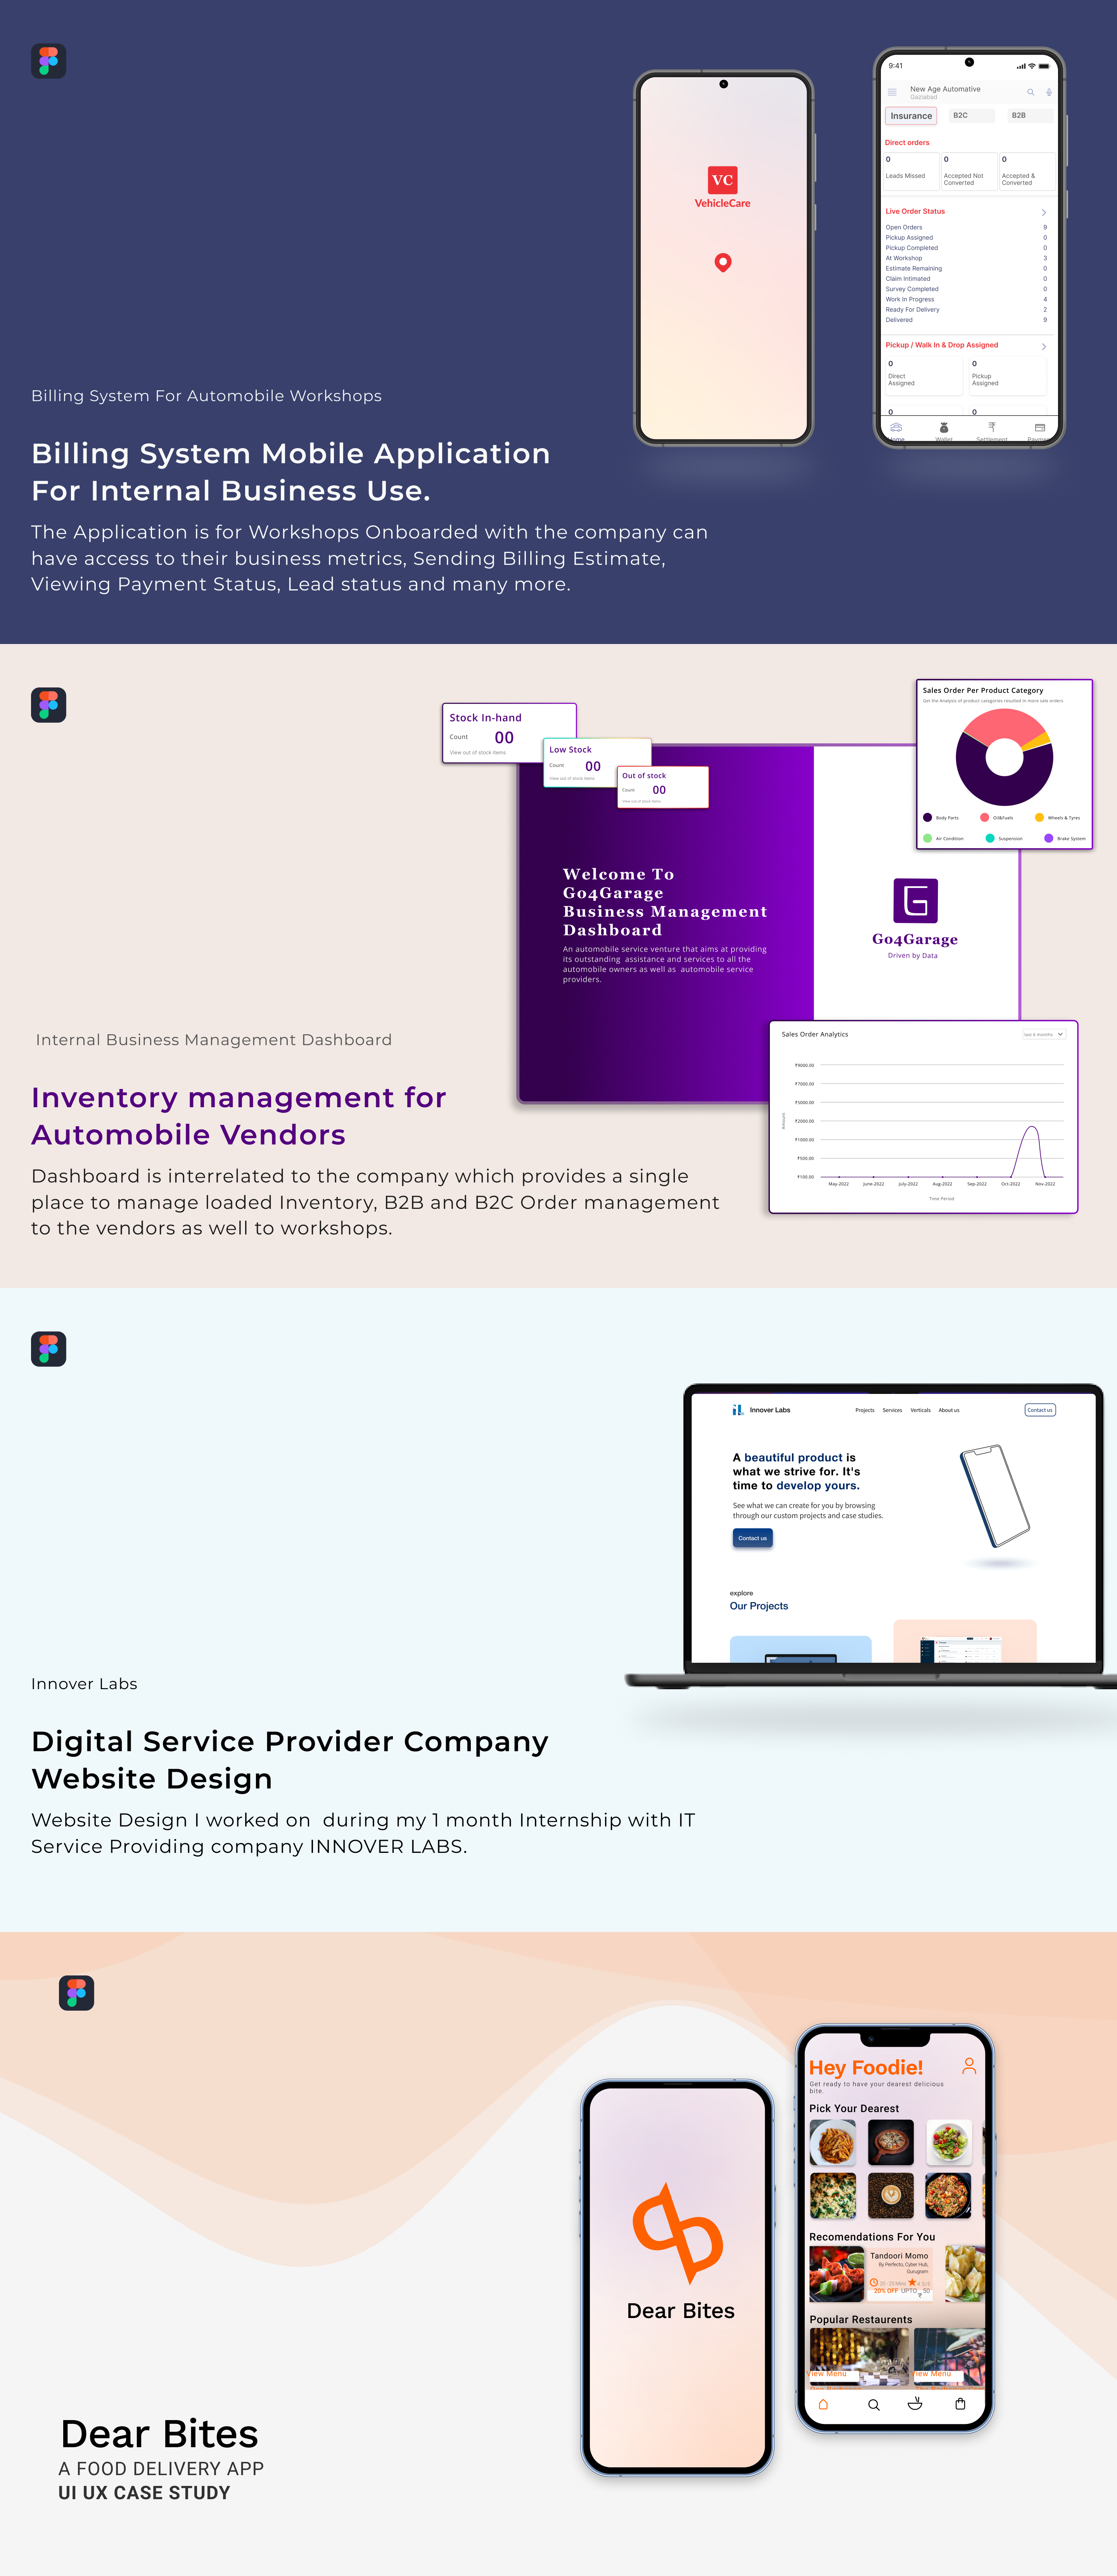 VC
VehicleCare
9:41
New Age Automative
Gaziabad
Insurance
B2C
B2B
Direct orders
0
Leads Missed
0
Accepted Not
Converted
0
Accepted &
Converted
Live Order Status
Open Orders 9
Pickup Assigned 0
Pickup Completed 0
At Workshop 3
Estimate Remaining 0
Claim Intimated 0
Survey Completed 0
Work In Progress 4
Ready For Delivery 2
Delivered 9
Pickup / Walk In & Drop Assigned
0
Direct
Assigned
0
Pickup
Assigned
0
0
Home
Wallet
Settlement
Billing System For Automobile Workshops
Billing System Mobile Application
For Internal Business Use.
The Application is for Workshops Onboarded with the company can
have access to their business metrics, Sending Billing Estimate,
Viewing Payment Status, Lead status and many more.
Stock In-hand
Count 00
View out of stock items
Low Stock
Count 00
View out of stock items
Out of stock
Count 00
View out of stock items
Sales Order Per Product Category
Get the Analysis of product categories resulted in more sale orders
Body Parts
Oil&Fuels
Wheels & Tyres
Air Condition
Suspension
Brake System
Welcome To
Go4Garage
Business Management
Dashboard
An automobile service venture that aims at providing
its outstanding assistance and services to all the
automobile owners as well as automobile service
providers.
Go4Garage
Driven by Data
Sales Order Analytics
last 6 months
₹9000.00
₹7000.00
₹5000.00
₹2000.00
₹1000.00
₹500.00
₹100.00
Amount
May-2022
June-2022
July-2022
Aug-2022
Sep-2022
Oct-2022
Nov-2022
Time Period
Internal Business Management Dashboard
Inventory management for
Automobile Vendors
Dashboard is interrelated to the company which provides a single
place to manage loaded Inventory, B2B and B2C Order management
to the vendors as well to workshops.
Innover Labs
Projects
Services
Verticals
About us
Contact us
A beautiful product is
what we strive for. It's
time to develop yours.
See what we can create for you by browsing
through our custom projects and case studies.
Contact us
explore
Our Projects
Innover Labs
Digital Service Provider Company
Website Design
Website Design I worked on during my 1 month Internship with IT
Service Providing company INNOVER LABS.
Dear Bites
Hey Foodie!
Get ready to have your dearest delicious
bite.
Pick Your Dearest
Recomendations For You
Tandoori Momo
By Perfecto, Cyber Hub,
Gurugram
20% OFF UPTO 50
₹
Popular Restaurents
View Menu
View Menu
Dear Bites
A FOOD DELIVERY APP
UI UX CASE STUDY